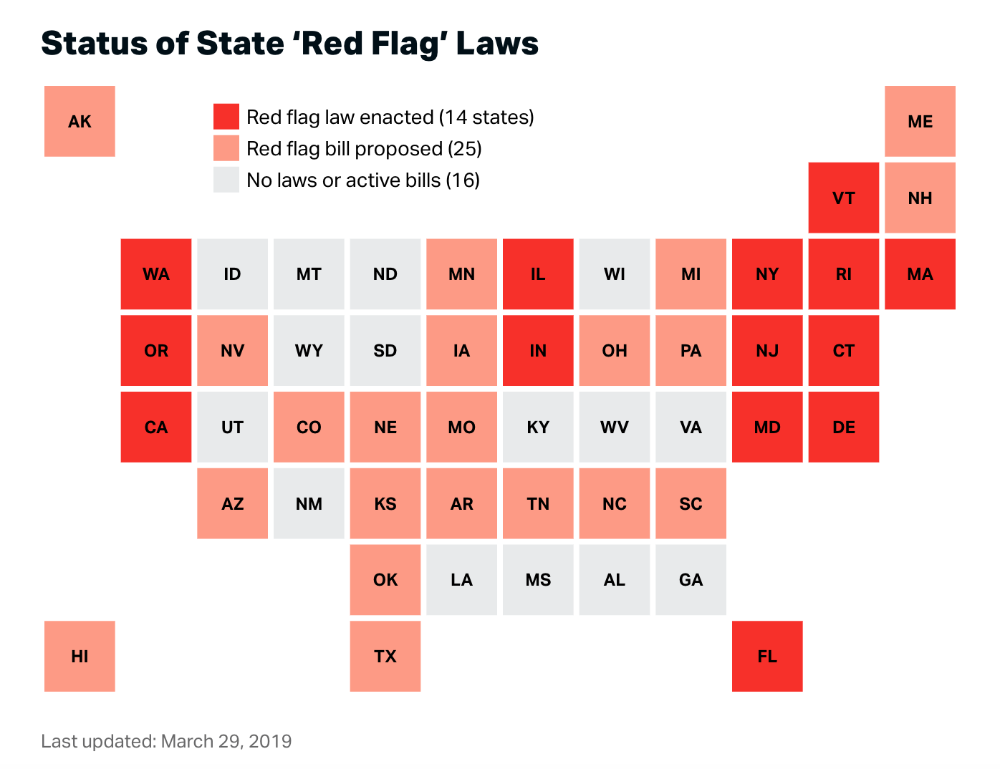 Status of State ‘Red Flag’ Laws
AK
Red flag law enacted (14 states)
ME
Red flag bill proposed (25)
No laws or active bills (16)
VT NH
WA ID MT ND MN IL WI MI NY RI MA
OR NV WY SD IA IN OH PA NJ CT
CA UT CO NE MO KY WV VA MD DE
AZ NM KS AR TN NC SC
OK LA MS AL GA
HI TX FL
Last updated: March 29, 2019